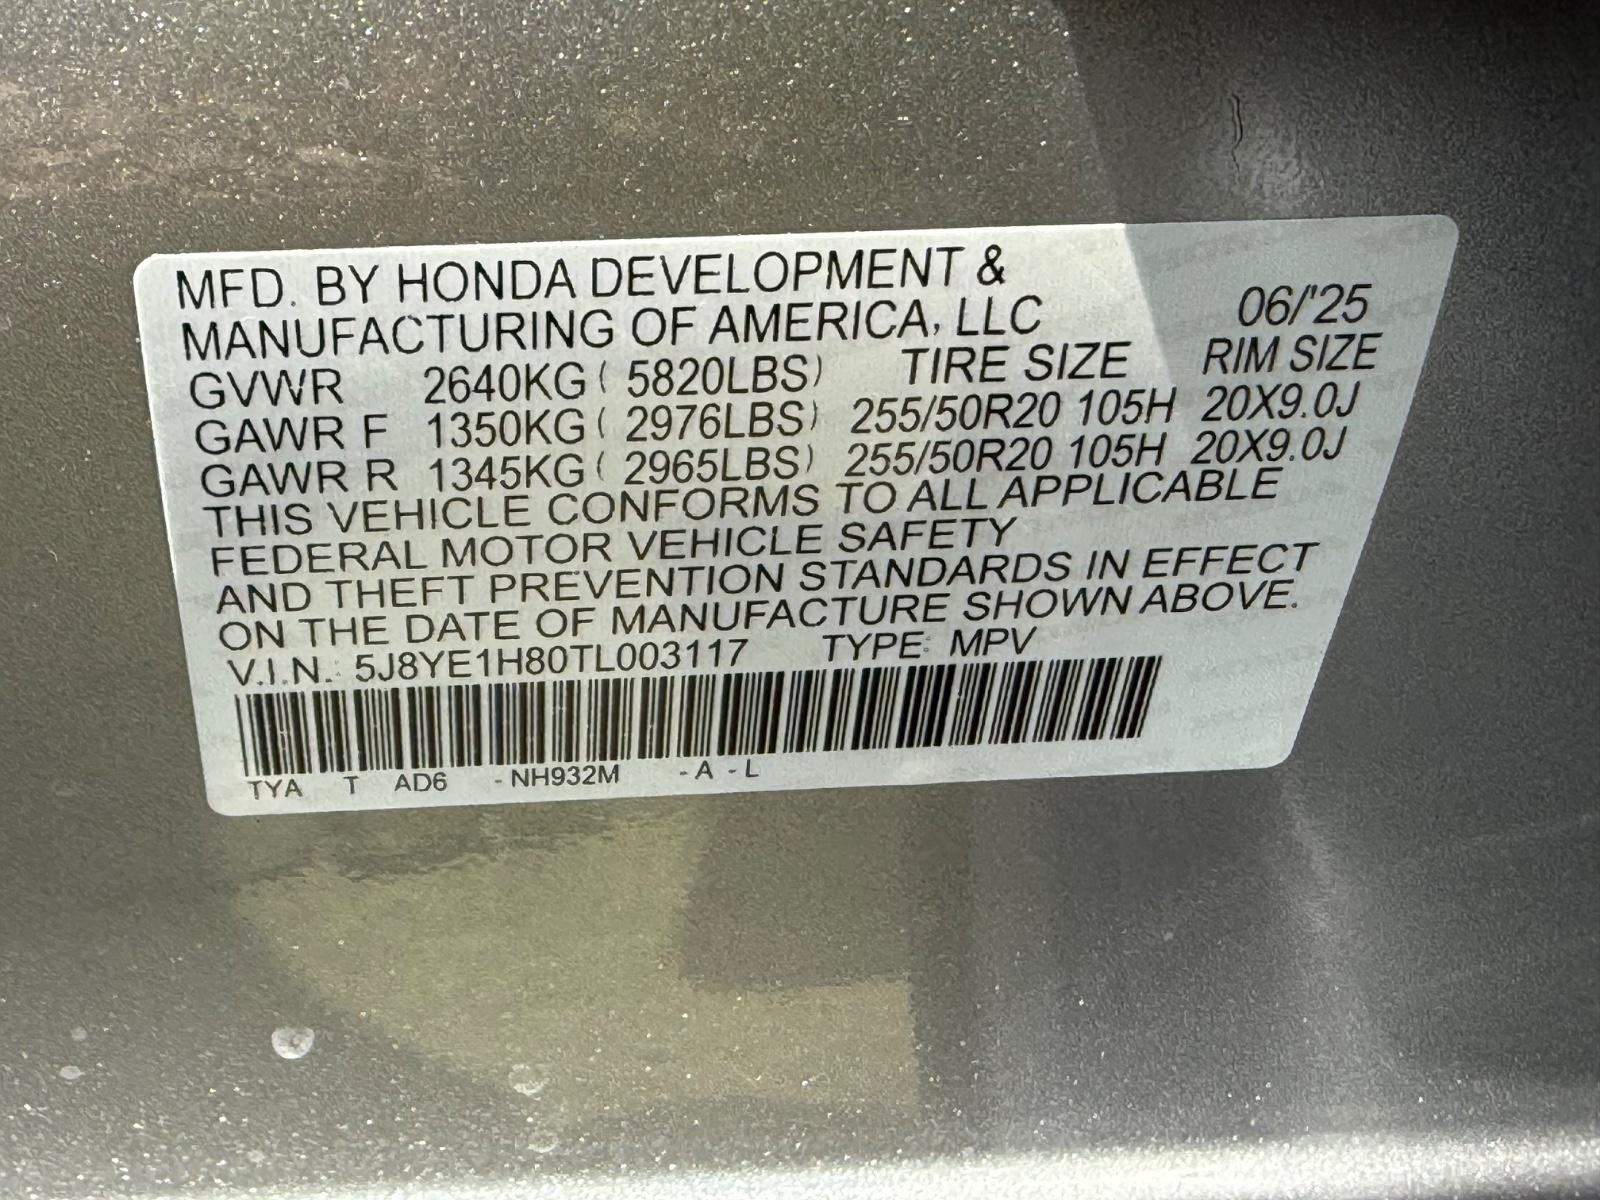 MFD. BY HONDA DEVELOPMENT &
MANUFACTURING OF AMERICA, LLC 06/'25
GVWR 2640KG ( 5820LBS) TIRE SIZE RIM SIZE
GAWR F 1350KG ( 2976LBS) 255/50R20 105H 20X9.0J
GAWR R 1345KG ( 2965LBS) 255/50R20 105H 20X9.0J
THIS VEHICLE CONFORMS TO ALL APPLICABLE
FEDERAL MOTOR VEHICLE SAFETY
AND THEFT PREVENTION STANDARDS IN EFFECT
ON THE DATE OF MANUFACTURE SHOWN ABOVE.
V.I.N.: 5J8YE1H80TL003117 TYPE: MPV
TYA T AD6 -NH932M -A -L